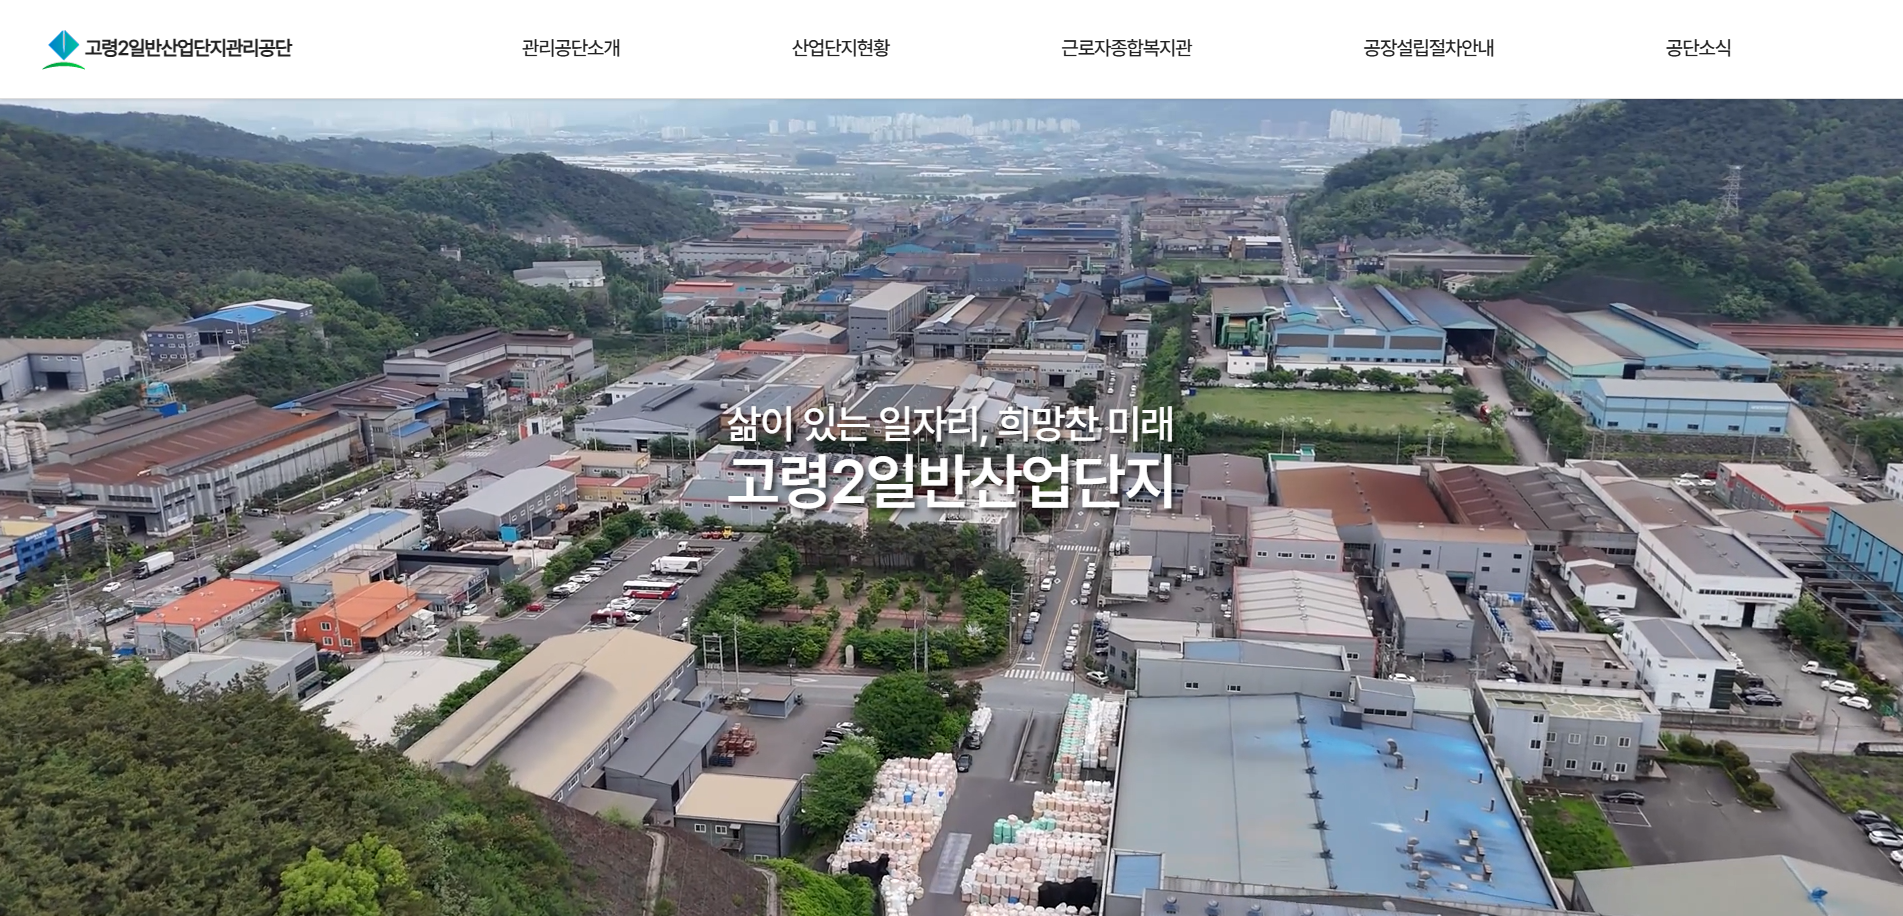 고령2일반산업단지관리공단
관리공단소개
산업단지현황
근로자종합복지관
공장설립절차안내
공단소식
삶이 있는 일자리, 희망찬 미래
고령2일반산업단지